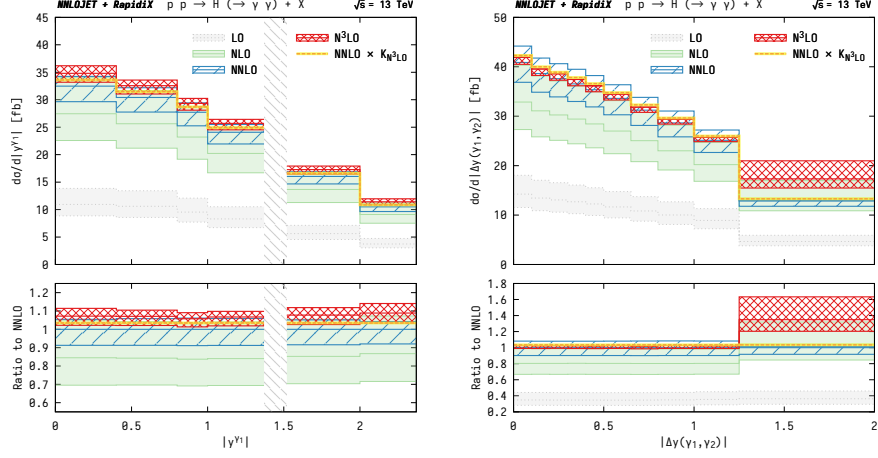 NNLOJET + RapidiX p p → H (→ γ γ) + X √s = 13 TeV
dσ/d|y^γ₁| [fb]
45
40
35
30
25
20
15
10
5
0
LO
NLO
NNLO
N³LO
NNLO × K_N³LO
Ratio to NNLO
1.2
1.1
1
0.9
0.8
0.7
0.6
0 0.5 1 1.5 2
|y^γ₁|
NNLOJET + RapidiX p p → H (→ γ γ) + X √s = 13 TeV
dσ/d|Δy(γ₁,γ₂)| [fb]
50
40
30
20
10
0
LO
NLO
NNLO
N³LO
NNLO × K_N³LO
Ratio to NNLO
1.8
1.6
1.4
1.2
1
0.8
0.6
0.4
0.2
0 0.5 1 1.5 2
|Δy(γ₁,γ₂)|